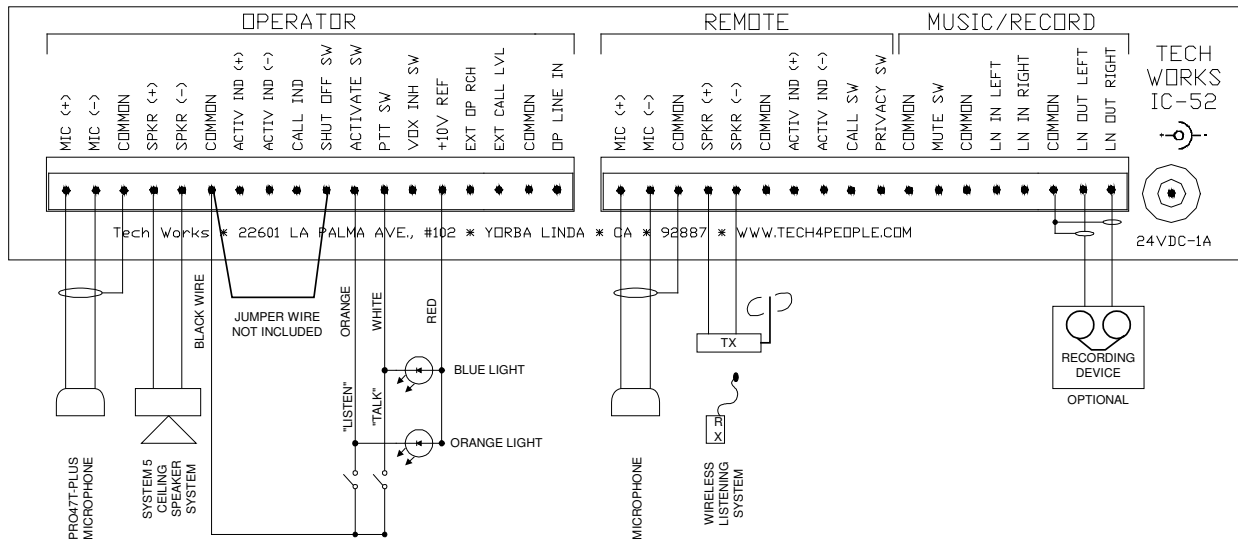 OPERATOR
REMOTE
MUSIC/RECORD
MIC (+)
MIC (-)
COMMON
SPKR (+)
SPKR (-)
COMMON
ACTIV IND (+)
ACTIV IND (-)
CALL IND
SHUT OFF SW
ACTIVATE SW
PTT SW
VOX INH SW
+10V REF
EXT OP RCH
EXT CALL LVL
COMMON
OP LINE IN
MIC (+)
MIC (-)
COMMON
SPKR (+)
SPKR (-)
COMMON
ACTIV IND (+)
ACTIV IND (-)
CALL SW
PRIVACY SW
COMMON
MUTE SW
COMMON
LN IN LEFT
LN IN RIGHT
COMMON
LN OUT LEFT
LN OUT RIGHT
TECH
WORKS
IC-52
24VDC-1A
Tech Works * 22601 LA PALMA AVE., #102 * YORBA LINDA * CA * 92887 * WWW.TECH4PEOPLE.COM
BLACK WIRE
JUMPER WIRE
NOT INCLUDED
ORANGE
WHITE
RED
BLUE LIGHT
"LISTEN"
"TALK"
ORANGE LIGHT
PRO47T-PLUS
MICROPHONE
SYSTEM 5
CEILING
SPEAKER
SYSTEM
MICROPHONE
TX
RX
WIRELESS
LISTENING
SYSTEM
RECORDING
DEVICE
OPTIONAL